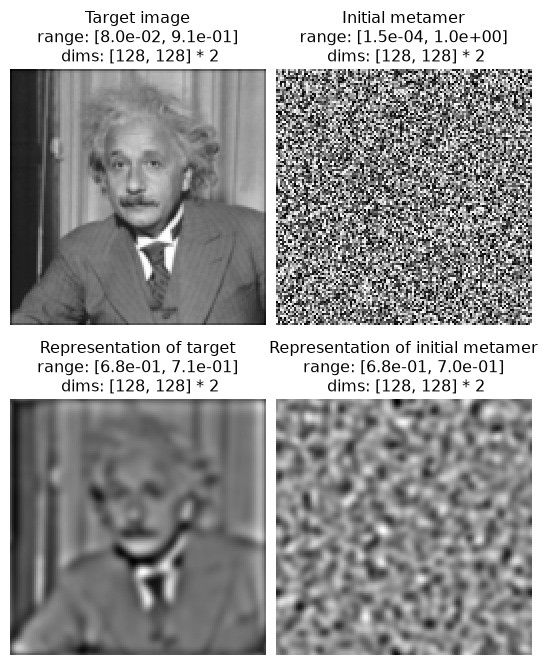 Target image
range: [8.0e-02, 9.1e-01]
dims: [128, 128] * 2
Initial metamer
range: [1.5e-04, 1.0e+00]
dims: [128, 128] * 2
Representation of target
range: [6.8e-01, 7.1e-01]
dims: [128, 128] * 2
Representation of initial metamer
range: [6.8e-01, 7.0e-01]
dims: [128, 128] * 2